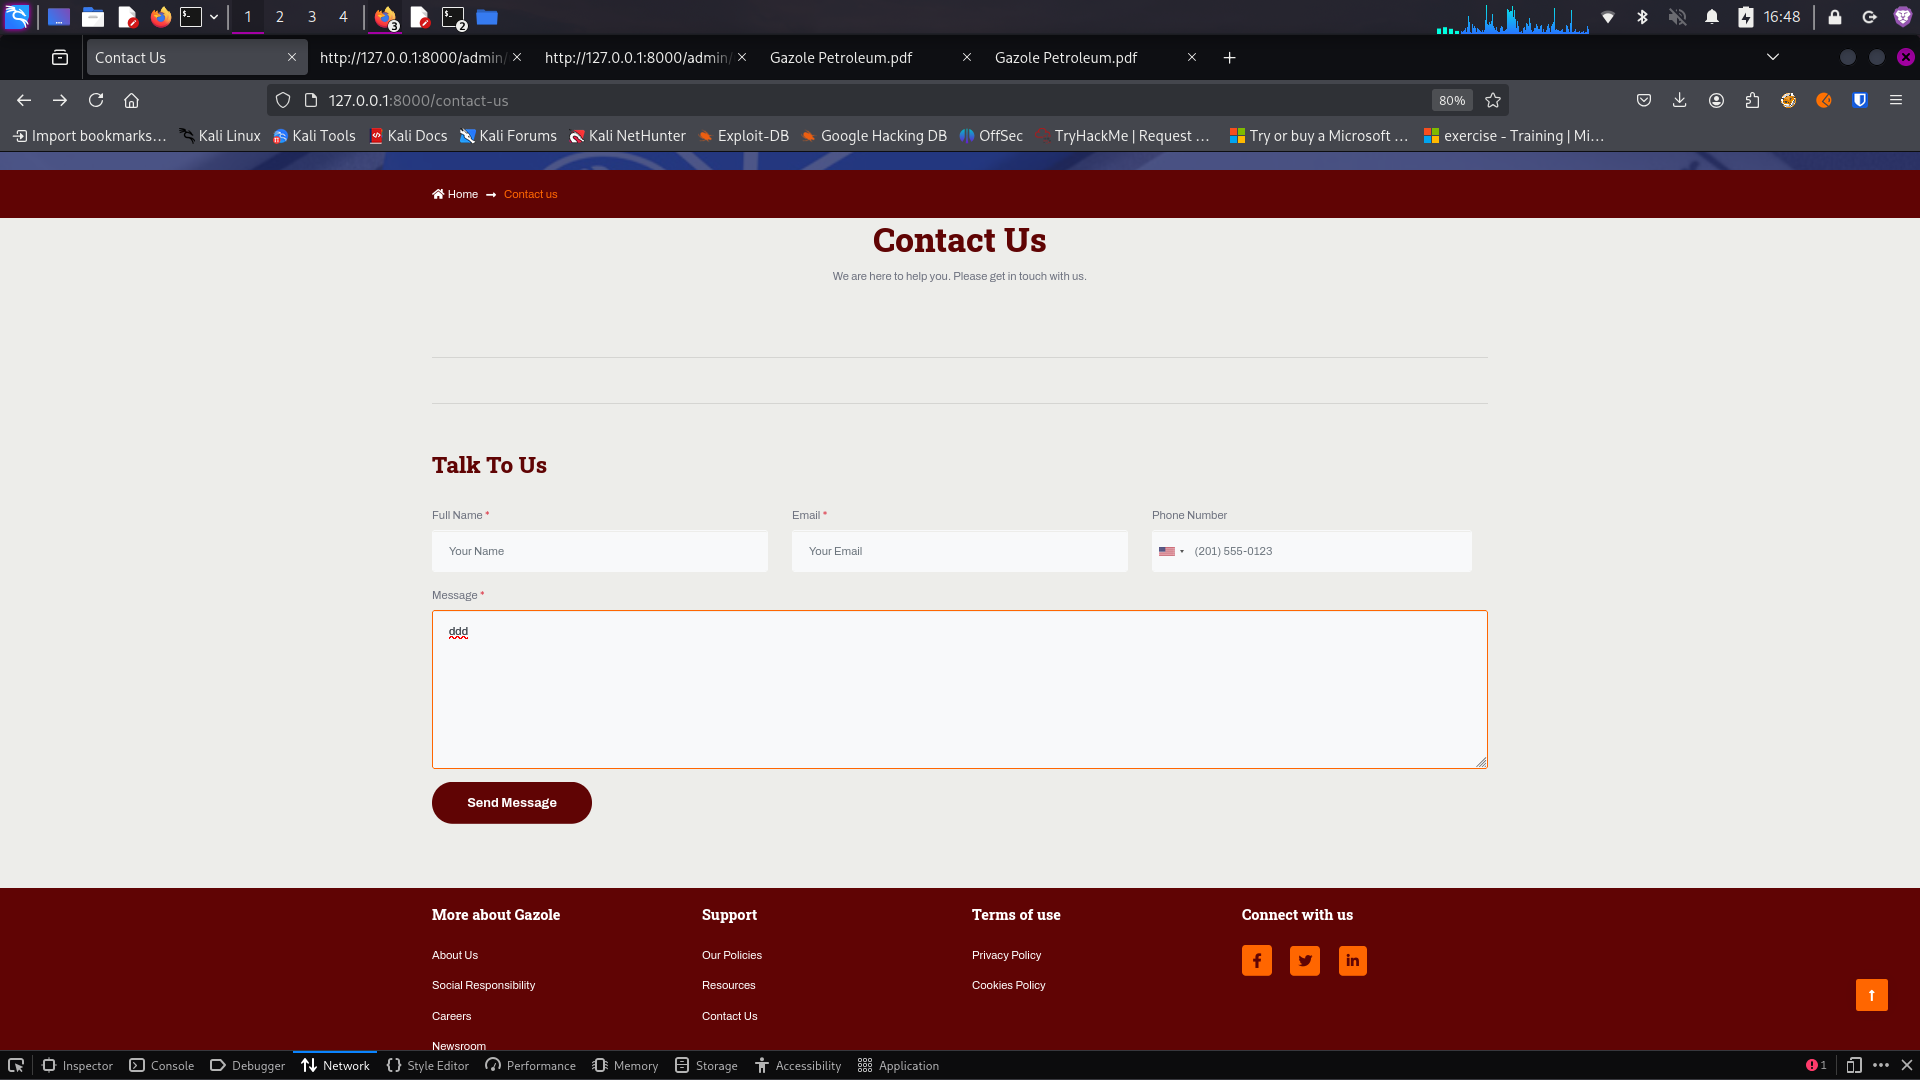 1 2 3 4 3 2 16:48
Contact Us http://127.0.0.1:8000/admin/ http://127.0.0.1:8000/admin/ Gazole Petroleum.pdf Gazole Petroleum.pdf
127.0.0.1:8000/contact-us 80%
Import bookmarks... Kali Linux Kali Tools Kali Docs Kali Forums Kali NetHunter Exploit-DB Google Hacking DB OffSec TryHackMe | Request ... Try or buy a Microsoft ... exercise - Training | Mi...
Home Contact us
Contact Us
We are here to help you. Please get in touch with us.
Talk To Us
Full Name * Email * Phone Number
Your Name Your Email (201) 555-0123
Message *
ddd
Send Message
More about Gazole Support Terms of use Connect with us
About Us Our Policies Privacy Policy
Social Responsibility Resources Cookies Policy
Careers Contact Us
Newsroom
Inspector Console Debugger Network Style Editor Performance Memory Storage Accessibility Application 1